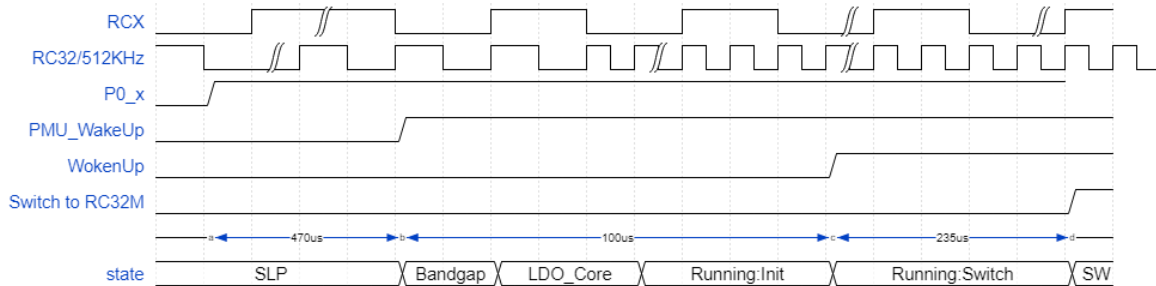 RCX
RC32/512KHz
P0_x
PMU_WakeUp
WokenUp
Switch to RC32M
a 470us b 100us c 235us d
state SLP Bandgap LDO_Core Running:Init Running:Switch SW